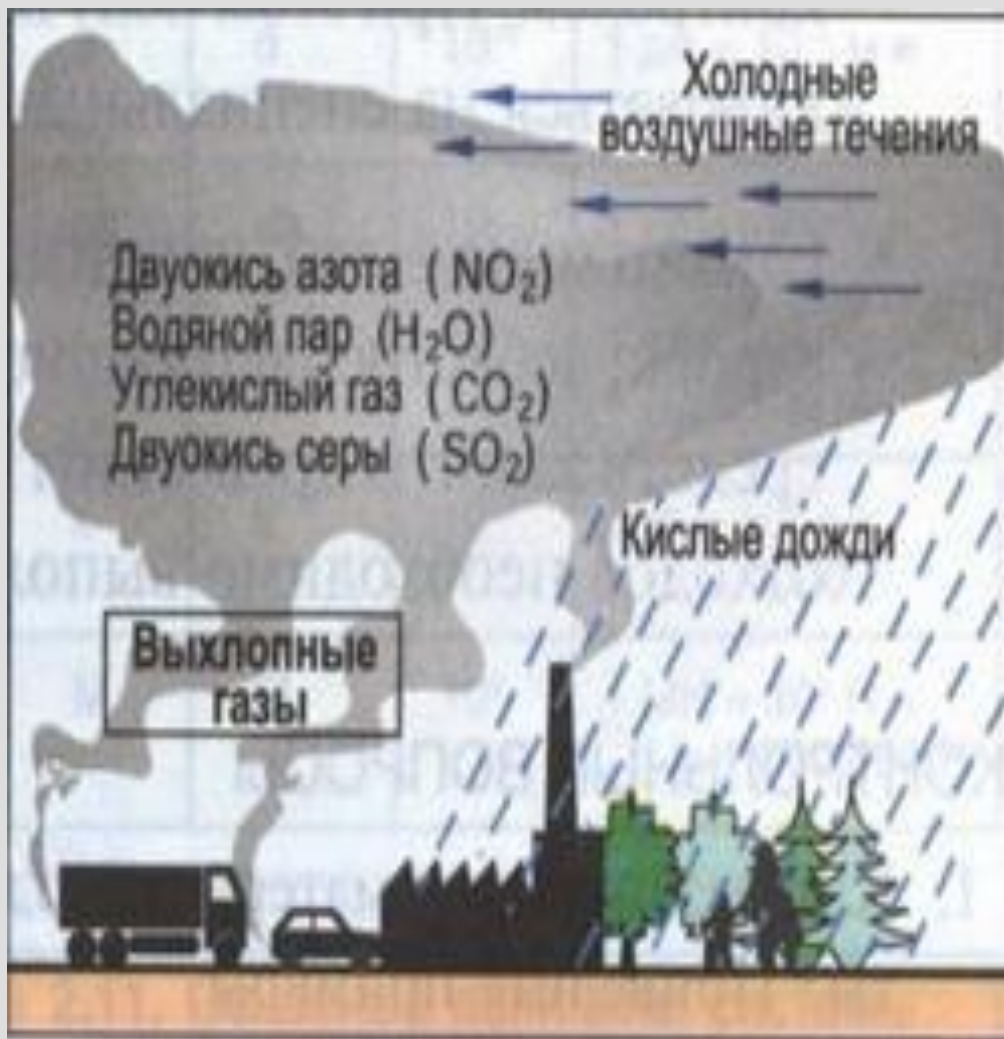 Холодные
воздушные течения
Двуокись азота (NO₂)
Водяной пар (H₂O)
Углекислый газ (CO₂)
Двуокись серы (SO₂)
Кислые дожди
Выхлопные
газы